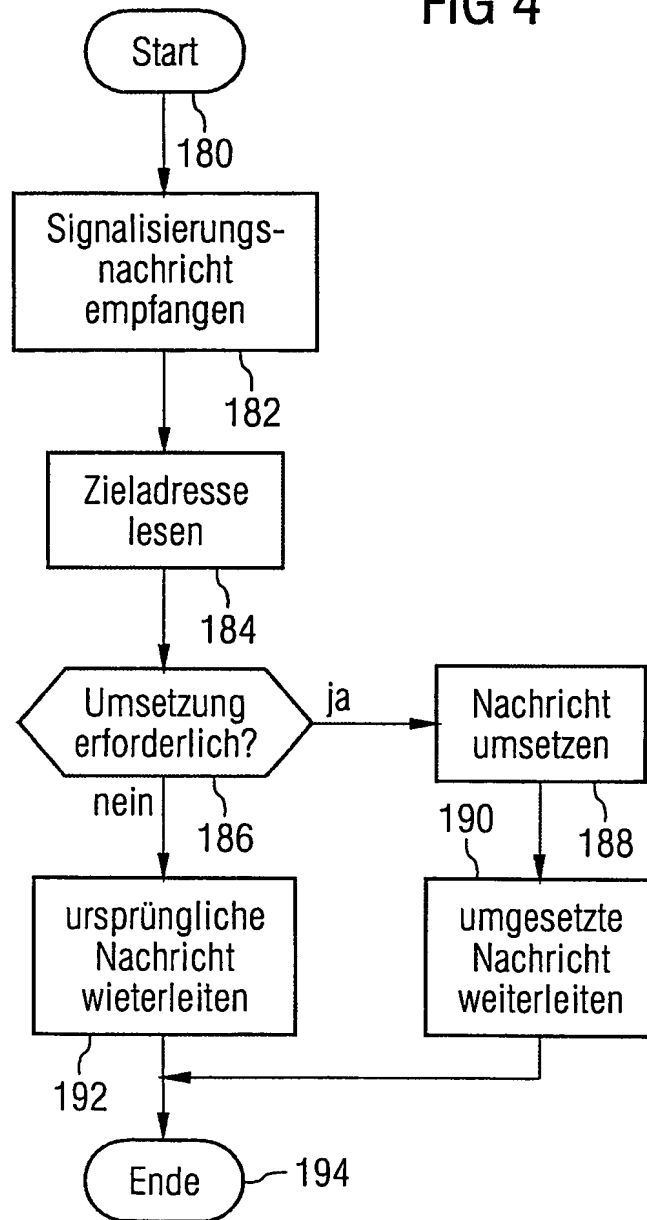 FIG 4
Start
180
Signalisierungs-
nachricht
empfangen
182
Zieladresse
lesen
184
Umsetzung
erforderlich?
ja
nein
186
Nachricht
umsetzen
188
190
ursprüngliche
Nachricht
wieterleiten
192
umgesetzte
Nachricht
weiterleiten
Ende
194